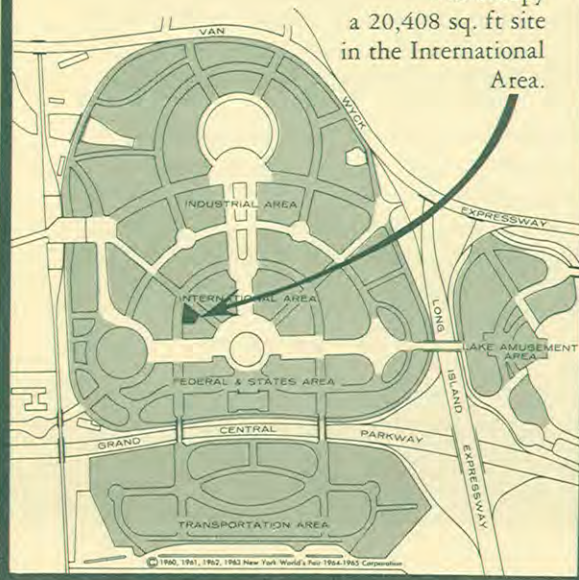 a 20,408 sq. ft site
in the International
Area.
VAN
WYCK
EXPRESSWAY
INDUSTRIAL AREA
INTERNATIONAL AREA
LONG
ISLAND
EXPRESSWAY
LAKE AMUSEMENT
AREA
FEDERAL & STATES AREA
GRAND
CENTRAL
PARKWAY
TRANSPORTATION AREA
© 1960, 1961, 1962, 1963 New York World's Fair 1964-1965 Corporation